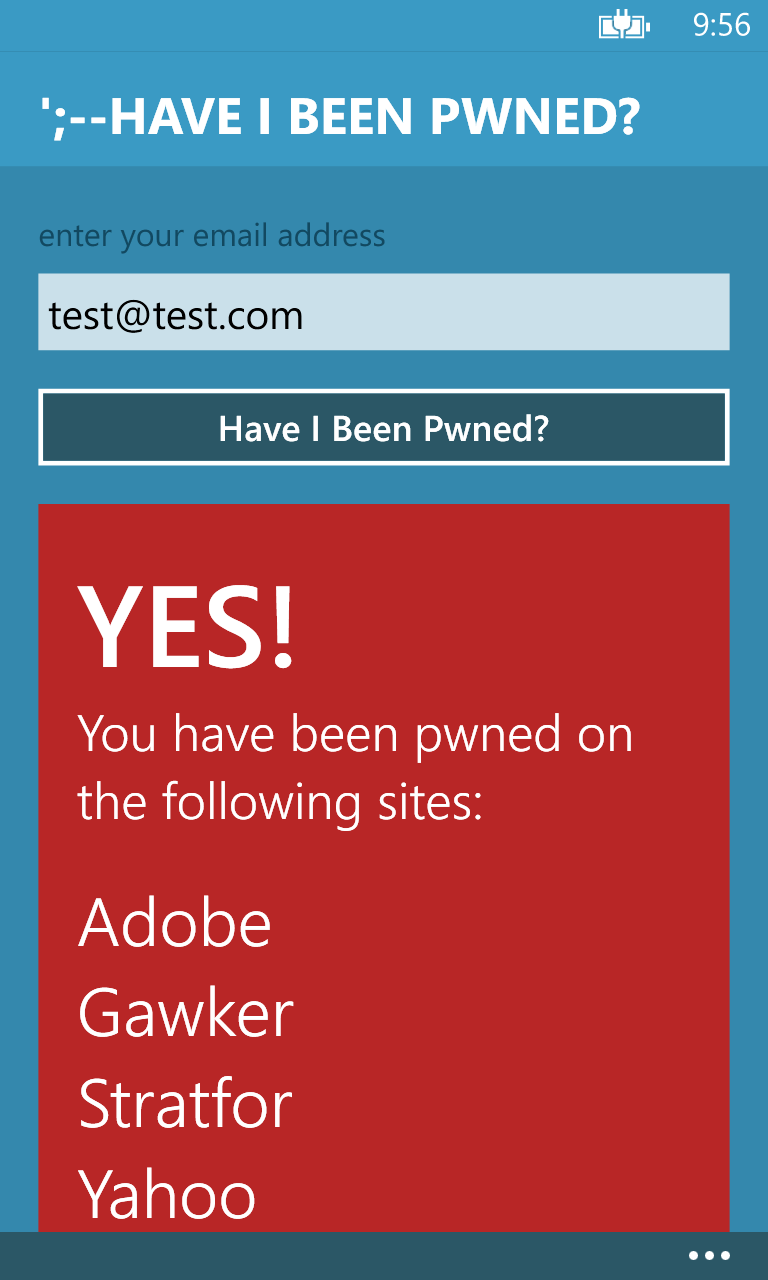 9:56
';--HAVE I BEEN PWNED?
enter your email address
test@test.com
Have I Been Pwned?
YES!
You have been pwned on
the following sites:
Adobe
Gawker
Stratfor
Yahoo